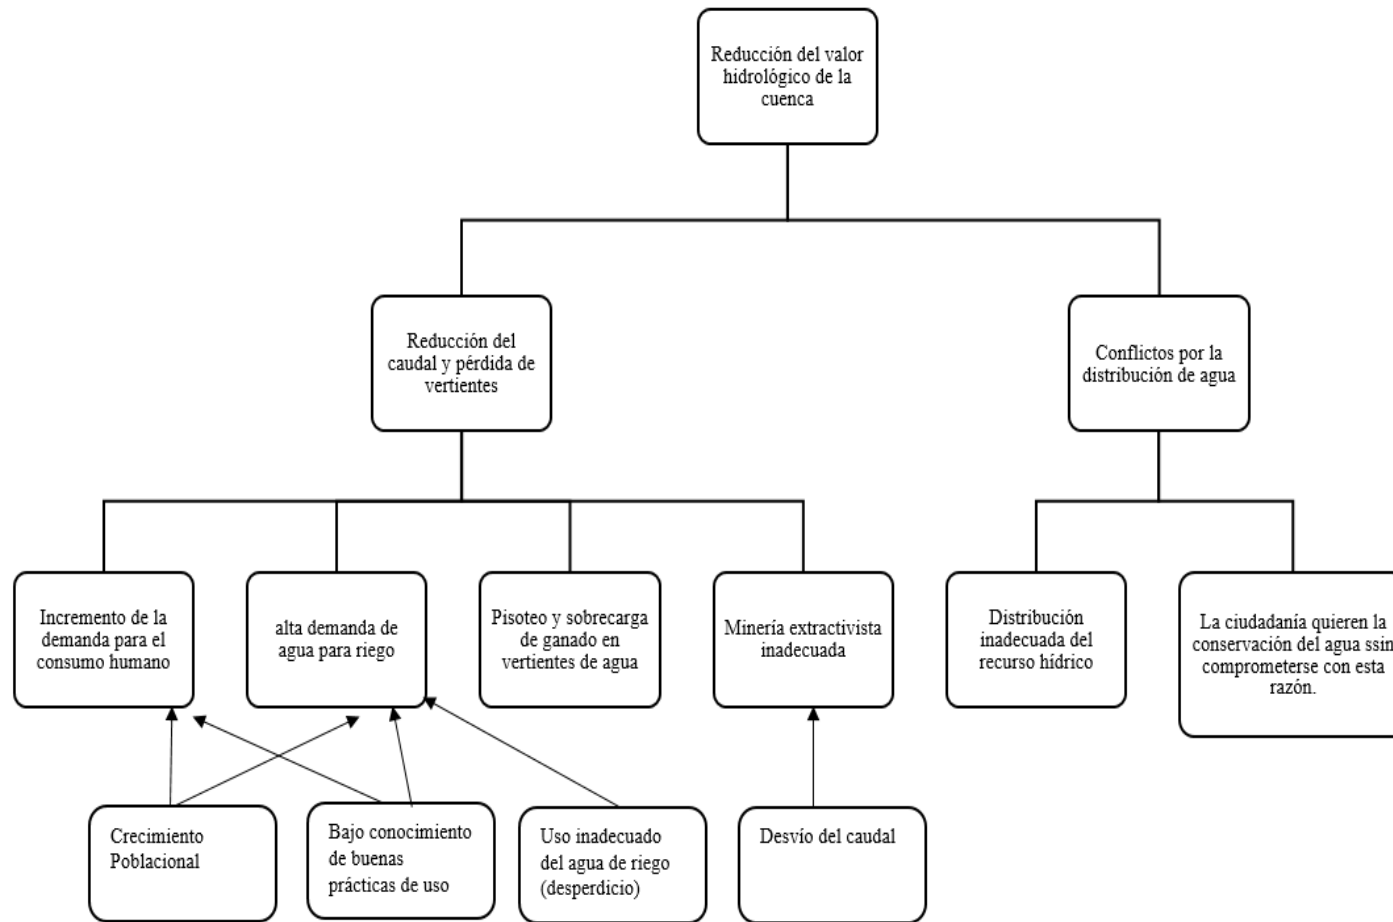 Reducción del valor
hidrológico de la
cuenca
Reducción del
caudal y pérdida de
vertientes
Conflictos por la
distribución de agua
Incremento de la
demanda para el
consumo humano
alta demanda de
agua para riego
Pisoteo y sobrecarga
de ganado en
vertientes de agua
Minería extractivista
inadecuada
Distribución
inadecuada del
recurso hídrico
La ciudadanía quieren la
conservación del agua ssin
comprometerse con esta
razón.
Crecimiento
Poblacional
Bajo conocimiento
de buenas
prácticas de uso
Uso inadecuado
del agua de riego
(desperdicio)
Desvío del caudal